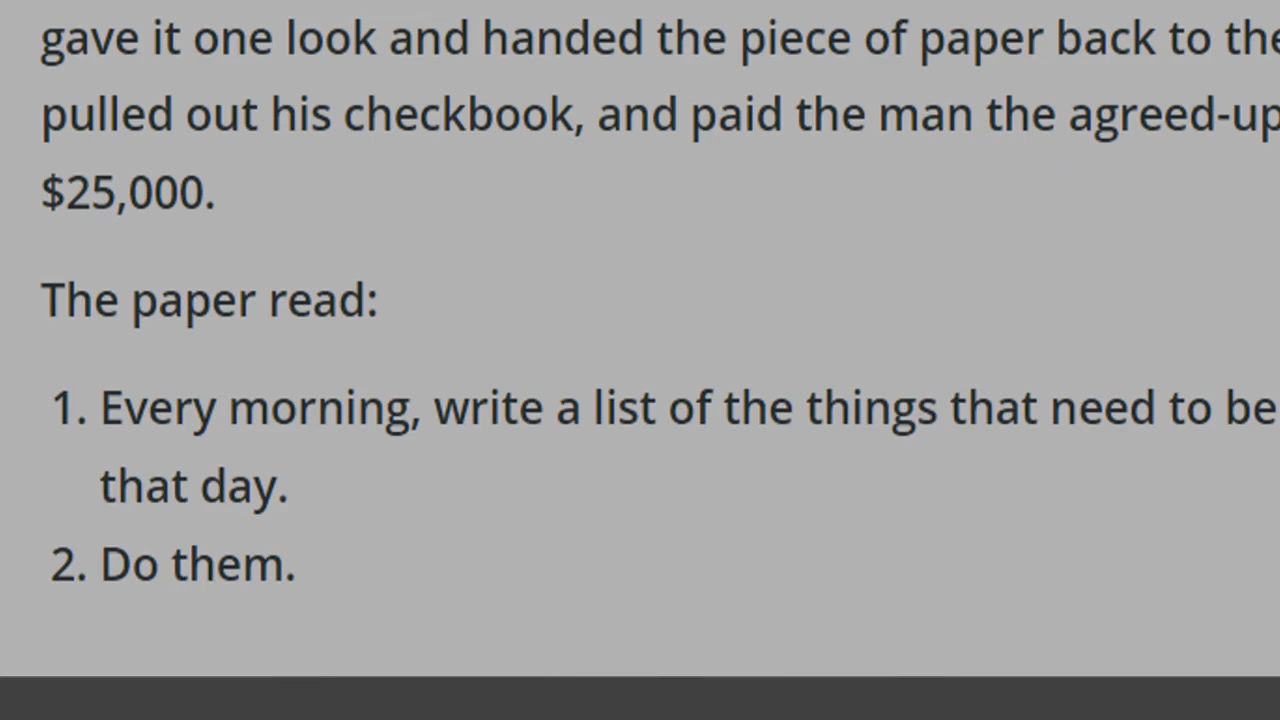 gave it one look and handed the piece of paper back to the
pulled out his checkbook, and paid the man the agreed-up
$25,000.
The paper read:
1. Every morning, write a list of the things that need to be
that day.
2. Do them.